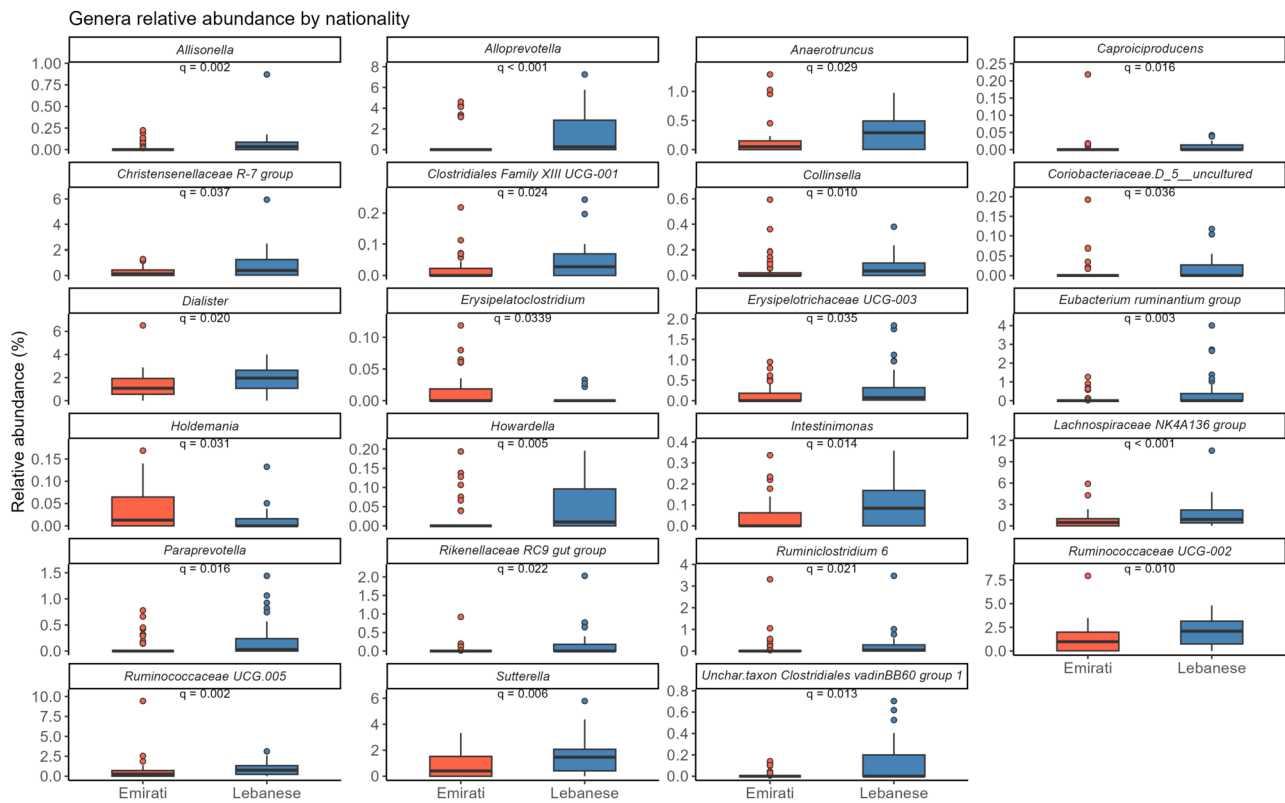 Genera relative abundance by nationality
Relative abundance (%)
Allisonella
q = 0.002
1.00
0.75
0.50
0.25
0.00
Alloprevotella
q < 0.001
8
6
4
2
0
Anaerotruncus
q = 0.029
1.0
0.5
0.0
Caproiciproducens
q = 0.016
0.25
0.20
0.15
0.10
0.05
0.00
Christensenellaceae R-7 group
q = 0.037
6
4
2
0
Clostridiales Family XIII UCG-001
q = 0.024
0.2
0.1
0.0
Collinsella
q = 0.010
0.6
0.4
0.2
0.0
Coriobacteriaceae.D_5__uncultured
q = 0.036
0.20
0.15
0.10
0.05
0.00
Dialister
q = 0.020
6
4
2
0
Erysipelatoclostridium
q = 0.0339
0.10
0.05
0.00
Erysipelotrichaceae UCG-003
q = 0.035
2.0
1.5
1.0
0.5
0.0
Eubacterium ruminantium group
q = 0.003
4
3
2
1
0
Holdemania
q = 0.031
0.15
0.10
0.05
0.00
Howardella
q = 0.005
0.20
0.15
0.10
0.05
0.00
Intestinimonas
q = 0.014
0.4
0.3
0.2
0.1
0.0
Lachnospiraceae NK4A136 group
q < 0.001
12
9
6
3
0
Paraprevotella
q = 0.016
1.5
1.0
0.5
0.0
Rikenellaceae RC9 gut group
q = 0.022
2.0
1.5
1.0
0.5
0.0
Ruminiclostridium 6
q = 0.021
4
3
2
1
0
Ruminococcaceae UCG-002
q = 0.010
7.5
5.0
2.5
0.0
Emirati
Lebanese
Ruminococcaceae UCG.005
q = 0.002
10.0
7.5
5.0
2.5
0.0
Emirati
Lebanese
Sutterella
q = 0.006
6
4
2
0
Emirati
Lebanese
Unchar.taxon Clostridiales vadinBB60 group 1
q = 0.013
0.8
0.6
0.4
0.2
0.0
Emirati
Lebanese